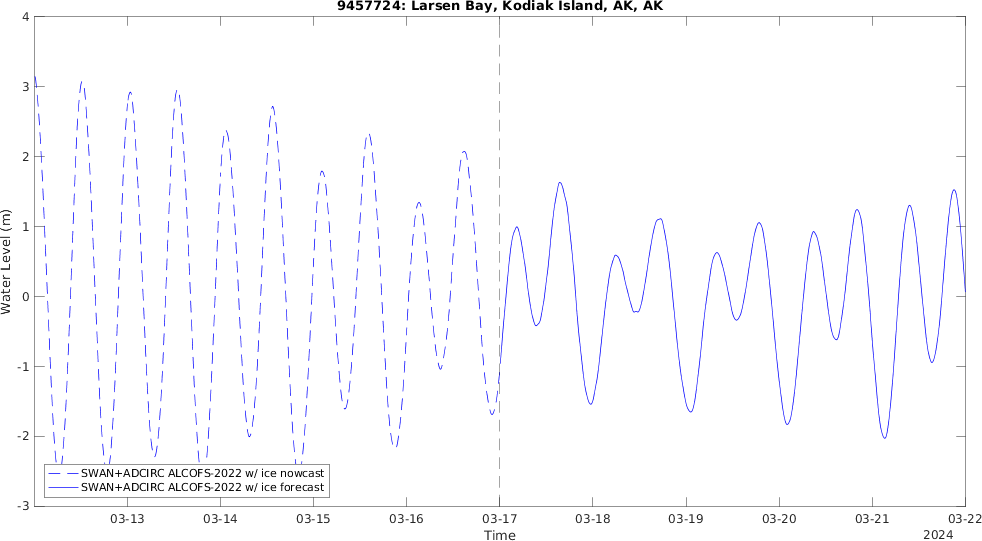 9457724: Larsen Bay, Kodiak Island, AK, AK
4
3
2
1
0
-1
-2
-3
Water Level (m)
SWAN+ADCIRC ALCOFS-2022 w/ ice nowcast
SWAN+ADCIRC ALCOFS-2022 w/ ice forecast
03-13 03-14 03-15 03-16 03-17 03-18 03-19 03-20 03-21 03-22
Time
2024